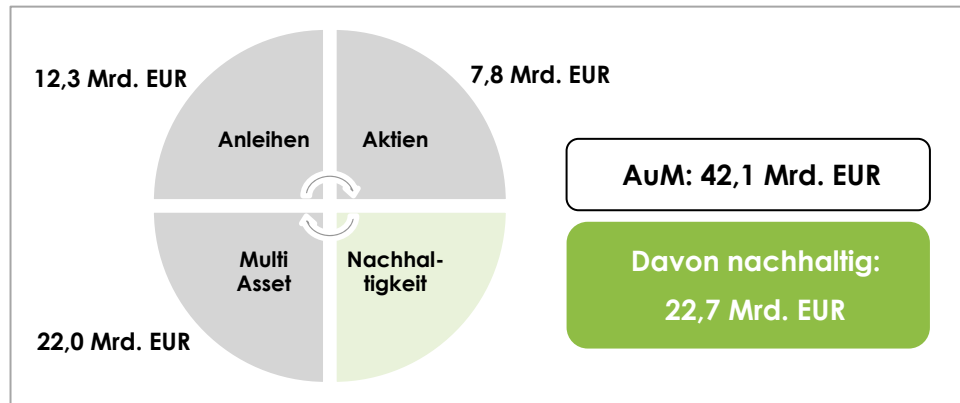 12,3 Mrd. EUR
7,8 Mrd. EUR
Anleihen
Aktien
AuM: 42,1 Mrd. EUR
Multi
Asset
Nachhal-
tigkeit
Davon nachhaltig:
22,7 Mrd. EUR
22,0 Mrd. EUR